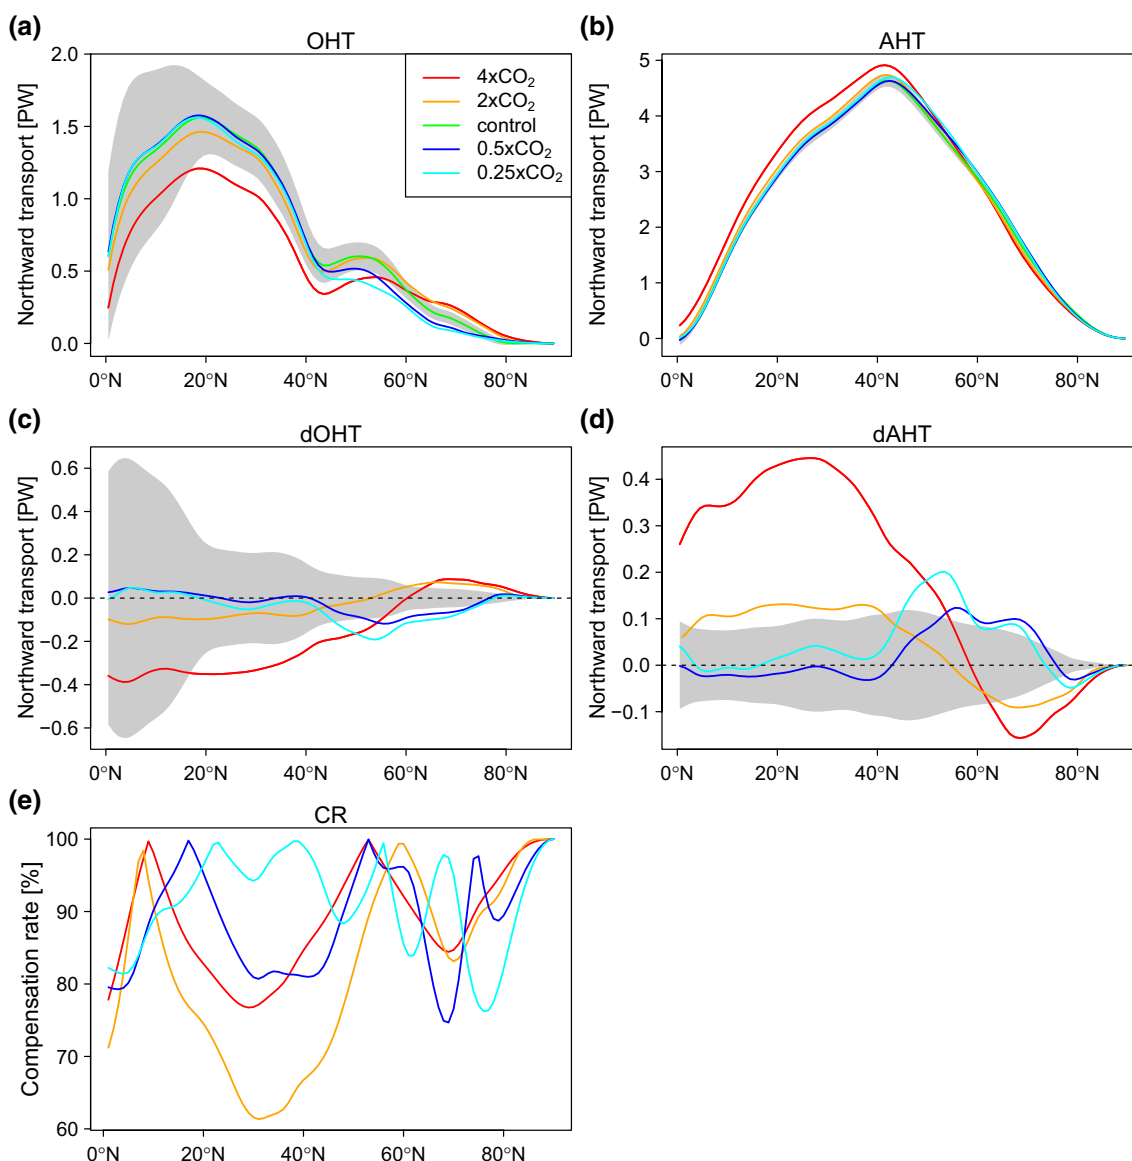 (a)
OHT
Northward transport [PW]
2.0
1.5
1.0
0.5
0.0
0°N 20°N 40°N 60°N 80°N
4xCO₂
2xCO₂
control
0.5xCO₂
0.25xCO₂
(b)
AHT
Northward transport [PW]
5
4
3
2
1
0
0°N 20°N 40°N 60°N 80°N
(c)
dOHT
Northward transport [PW]
0.6
0.4
0.2
0.0
−0.2
−0.4
−0.6
0°N 20°N 40°N 60°N 80°N
(d)
dAHT
Northward transport [PW]
0.4
0.3
0.2
0.1
0.0
−0.1
0°N 20°N 40°N 60°N 80°N
(e)
CR
Compensation rate [%]
100
90
80
70
60
0°N 20°N 40°N 60°N 80°N